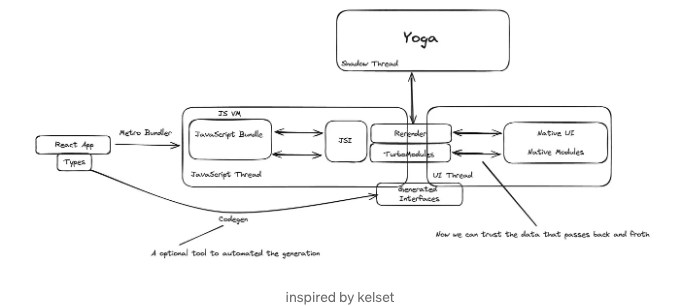 Yoga
Shadow Thread
JS VM
Metro Bundler
JavaScript Bundle
Rerender
Native UI
React App
JSI
Types
TurboModules
Native Modules
JavaScript Thread
UI Thread
Generated
Interfaces
Codegen
Now we can trust the data that passes back and froth
A optional tool to automated the generation
inspired by kelset